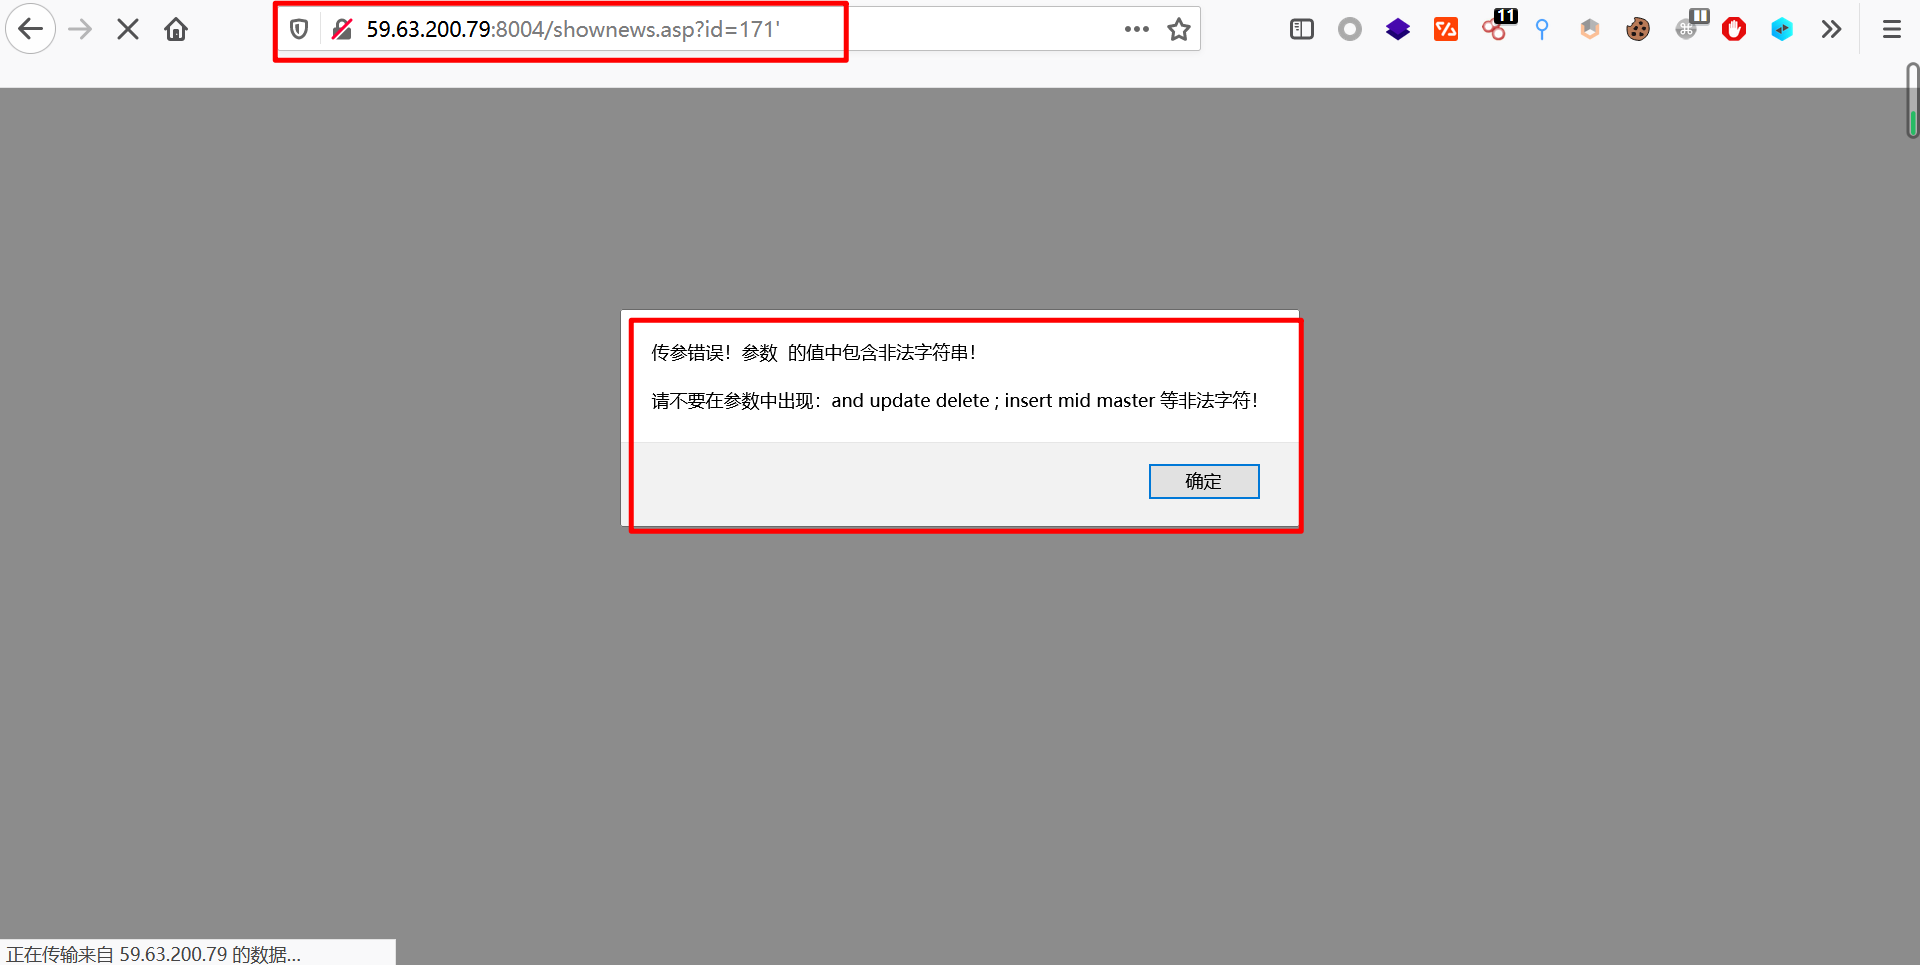 59.63.200.79:8004/shownews.asp?id=171'
11
传参错误！参数  的值中包含非法字符串！
请不要在参数中出现：and update delete ; insert mid master 等非法字符！
确定
正在传输来自 59.63.200.79 的数据...